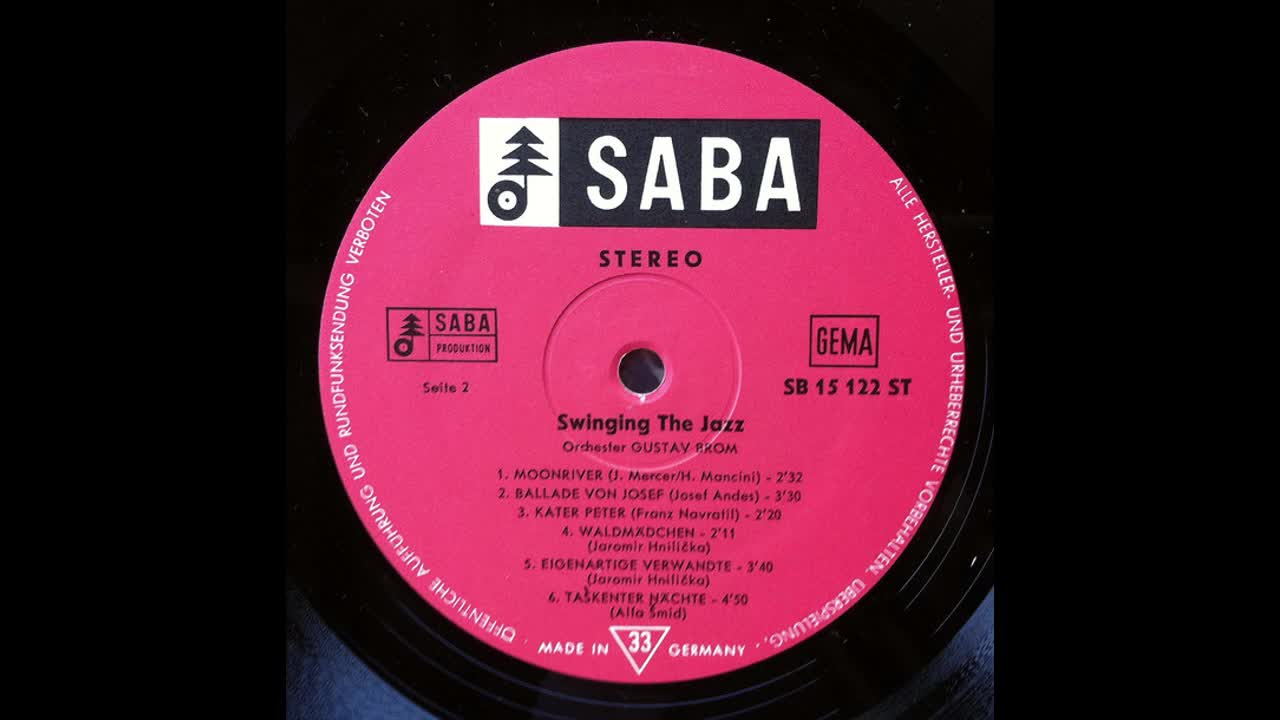 SABA
STEREO
SABA
PRODUKTION
GEMA
Seite 2
SB 15 122 ST
Swinging The Jazz
Orchester GUSTAV BROM
1. MOONRIVER (J. Mercer/H. Mancini) - 2'32
2. BALLADE VON JOSEF (Josef Andes) - 3'30
3. KATER PETER (Franz Navratil) - 2'20
4. WALDMÄDCHEN - 2'11
(Jaromir Hnilička)
5. EIGENARTIGE VERWANDTE - 3'40
(Jaromir Hnilička)
6. TAŠKENTER NÄCHTE - 4'50
(Alfa Šmid)
33
MADE IN GERMANY
ALLE HERSTELLER- UND URHEBERRECHTE VORBEHALTEN. ÜBERSPIELUNG,
ÖFFENTLICHE AUFFÜHRUNG UND RUNDFUNKSENDUNG VERBOTEN